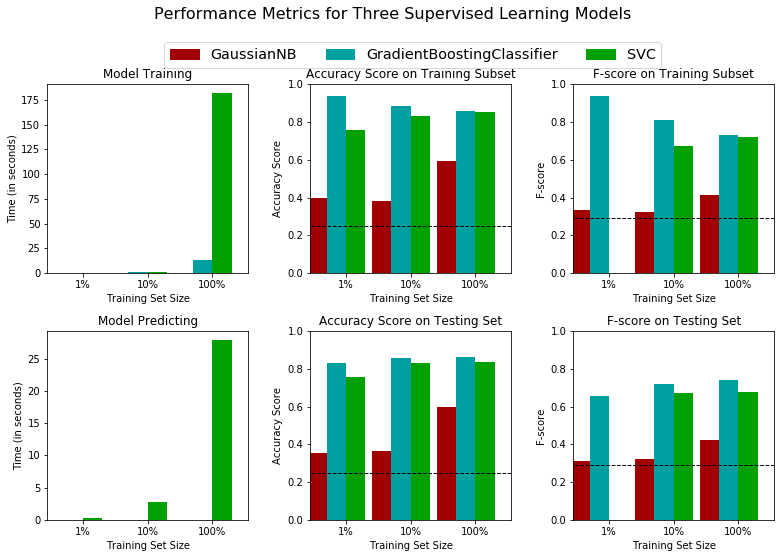 Performance Metrics for Three Supervised Learning Models
GaussianNB GradientBoostingClassifier SVC
Model Training
Time (in seconds)
175
150
125
100
75
50
25
0
1% 10% 100%
Training Set Size
Accuracy Score on Training Subset
Accuracy Score
1.0
0.8
0.6
0.4
0.2
0.0
1% 10% 100%
Training Set Size
F-score on Training Subset
F-score
1.0
0.8
0.6
0.4
0.2
0.0
1% 10% 100%
Training Set Size
Model Predicting
Time (in seconds)
25
20
15
10
5
0
1% 10% 100%
Training Set Size
Accuracy Score on Testing Set
Accuracy Score
1.0
0.8
0.6
0.4
0.2
0.0
1% 10% 100%
Training Set Size
F-score on Testing Set
F-score
1.0
0.8
0.6
0.4
0.2
0.0
1% 10% 100%
Training Set Size